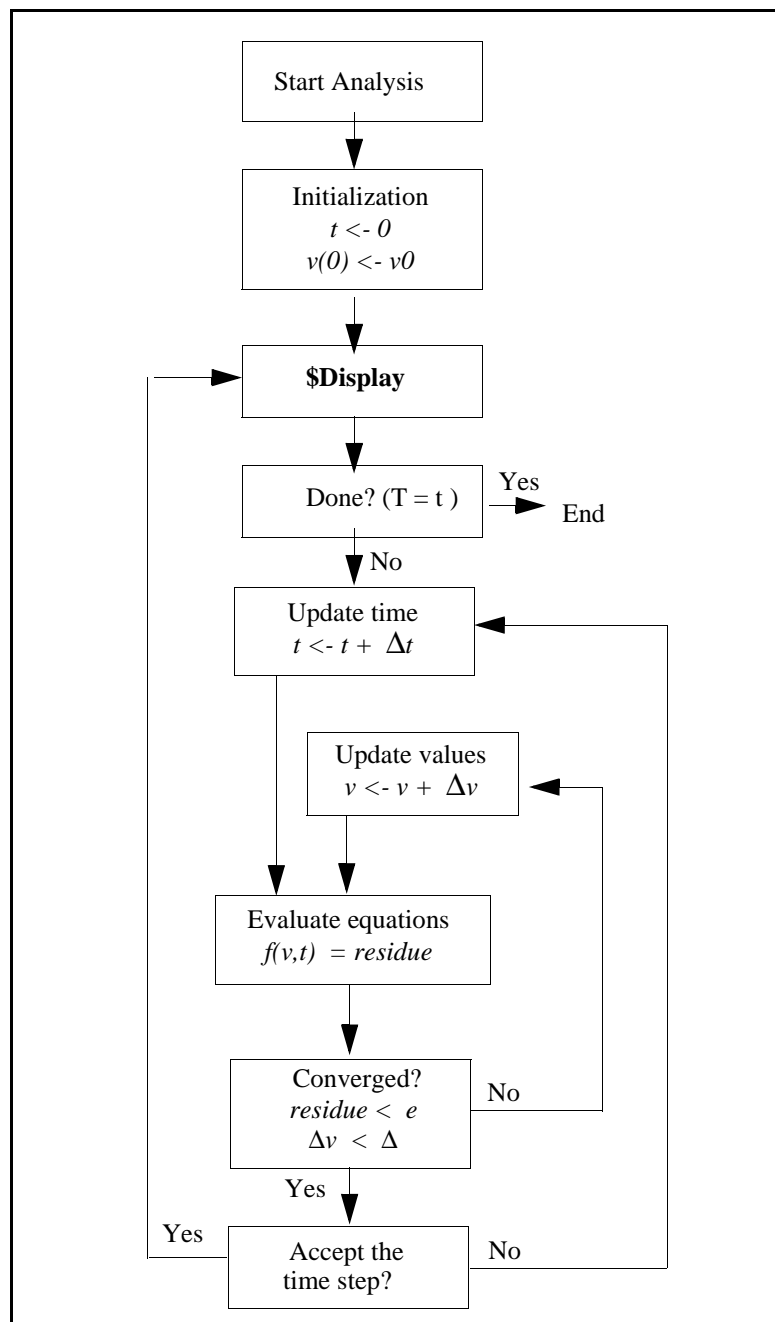 Start Analysis
Initialization
t <- 0
v(0) <- v0
$Display
Done? (T = t )
Yes
End
No
Update time
t <- t + Δt
Update values
v <- v + Δv
Evaluate equations
f(v,t) = residue
Converged?
residue < e
Δv < Δ
No
Yes
Yes
Accept the
time step?
No